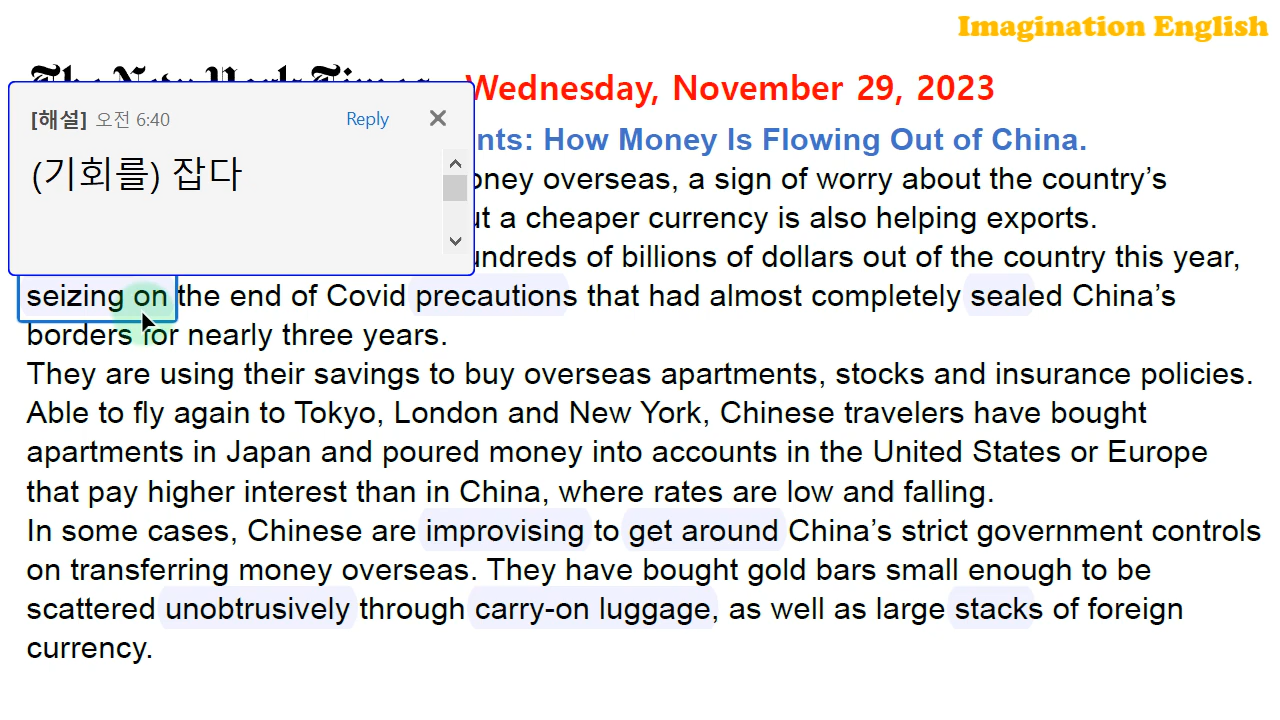 Imagination English
The New York Times
Wednesday, November 29, 2023
[해설] 오전 6:40 Reply
(기회를) 잡다
nts: How Money Is Flowing Out of China.
oney overseas, a sign of worry about the country's
ut a cheaper currency is also helping exports.
undreds of billions of dollars out of the country this year,
seizing on the end of Covid precautions that had almost completely sealed China's
borders for nearly three years.
They are using their savings to buy overseas apartments, stocks and insurance policies.
Able to fly again to Tokyo, London and New York, Chinese travelers have bought
apartments in Japan and poured money into accounts in the United States or Europe
that pay higher interest than in China, where rates are low and falling.
In some cases, Chinese are improvising to get around China's strict government controls
on transferring money overseas. They have bought gold bars small enough to be
scattered unobtrusively through carry-on luggage, as well as large stacks of foreign
currency.